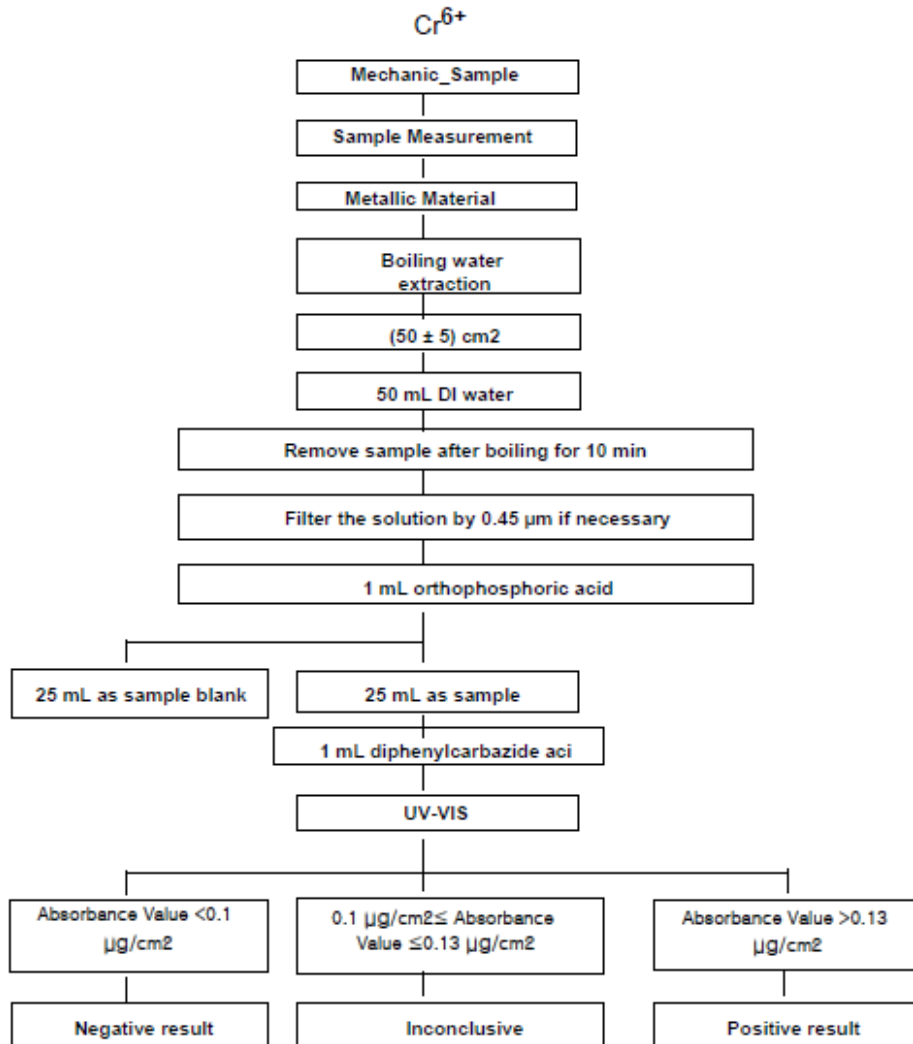 Cr6+
Mechanic_Sample
Sample Measurement
Metallic Material
Boiling water
extraction
(50 ± 5) cm2
50 mL DI water
Remove sample after boiling for 10 min
Filter the solution by 0.45 µm if necessary
1 mL orthophosphoric acid
25 mL as sample blank
25 mL as sample
1 mL diphenylcarbazide aci
UV-VIS
Absorbance Value <0.1
µg/cm2
0.1 µg/cm2≤ Absorbance
Value ≤0.13 µg/cm2
Absorbance Value >0.13
µg/cm2
Negative result
Inconclusive
Positive result